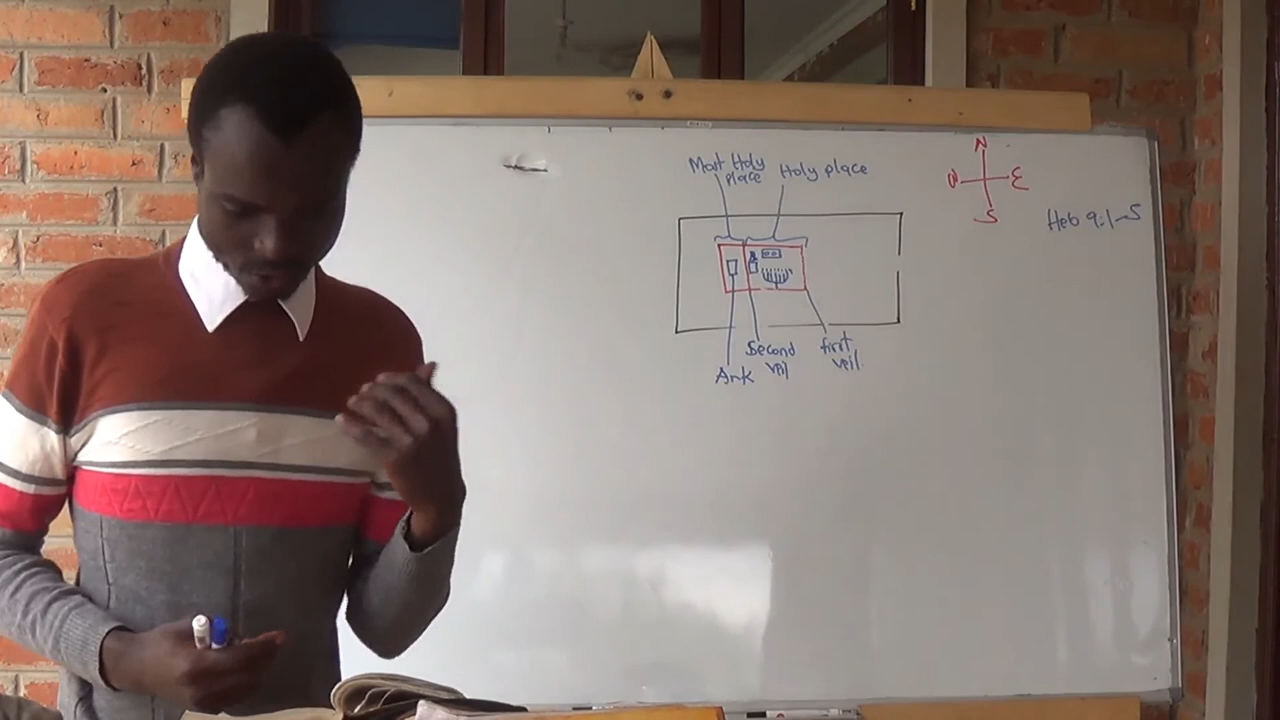 Most Holy
place
Holy place
N
E
S
Heb 9:1-5
Second
veil
first
veil
Ark